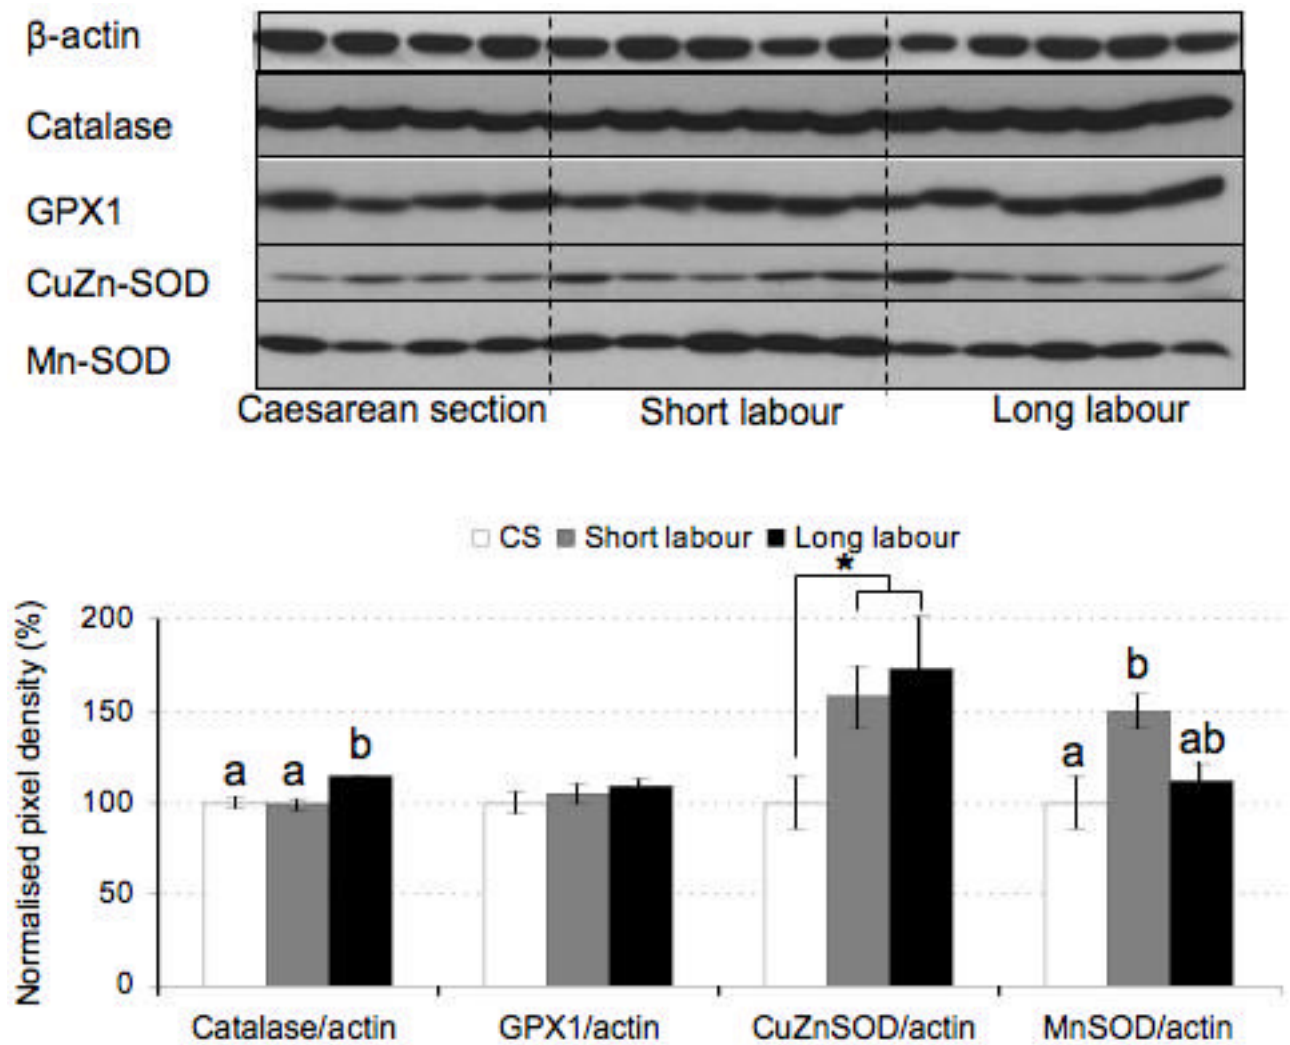 β-actin
Catalase
GPX1
CuZn-SOD
Mn-SOD
Caesarean section Short labour Long labour
CS Short labour Long labour
*
Normalised pixel density (%)
200
150
100
50
0
a a b
a b ab
Catalase/actin GPX1/actin CuZnSOD/actin MnSOD/actin